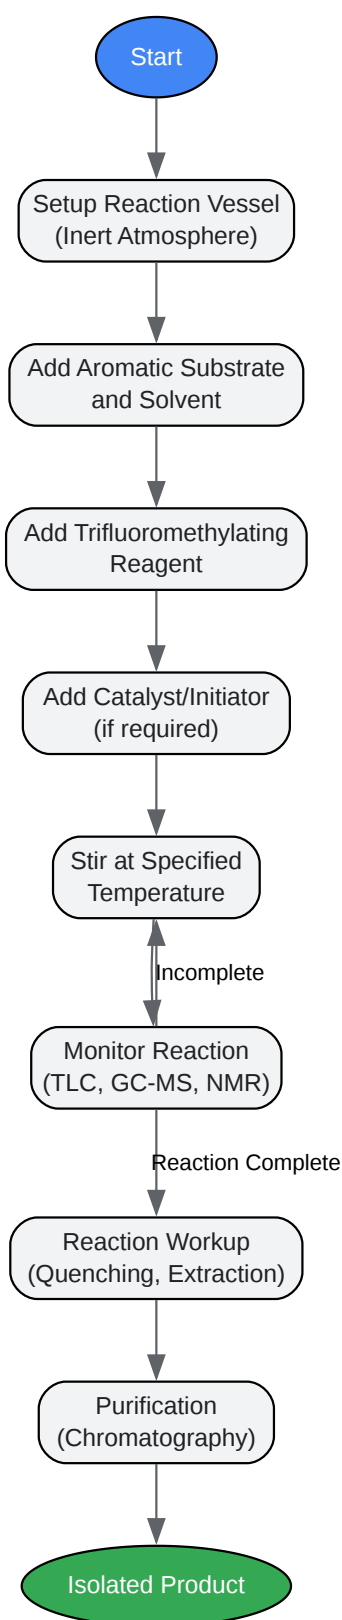 Start
Setup Reaction Vessel
(Inert Atmosphere)
Add Aromatic Substrate
and Solvent
Add Trifluoromethylating
Reagent
Add Catalyst/Initiator
(if required)
Stir at Specified
Temperature
Incomplete
Monitor Reaction
(TLC, GC-MS, NMR)
Reaction Complete
Reaction Workup
(Quenching, Extraction)
Purification
(Chromatography)
Isolated Product